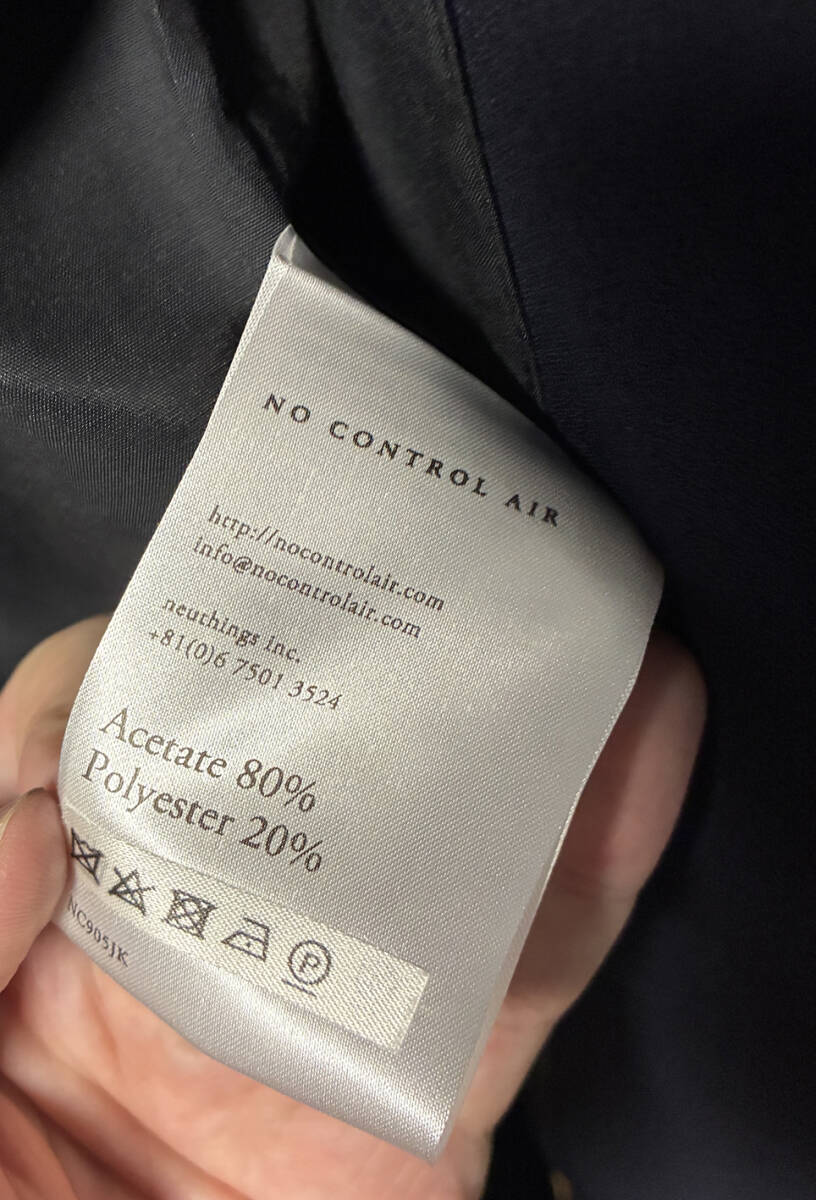 NO CONTROL AIR
http://nocontrolair.com
info@nocontrolair.com
neuthings inc.
+81(0)6 7501 3524
Acetate 80%
Polyester 20%
P
NC905JK